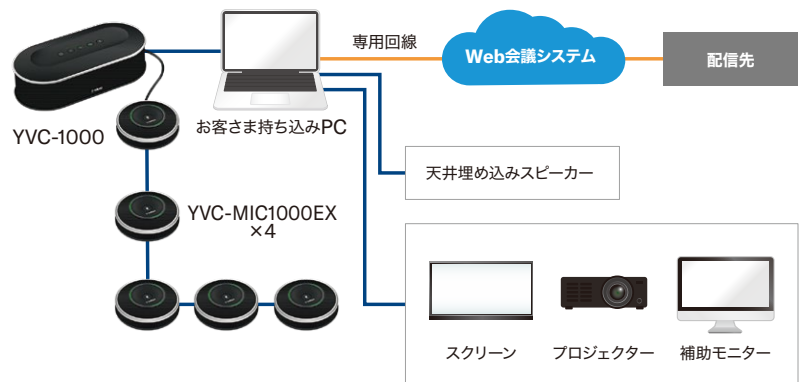 専用回線
Web会議システム
配信先
YVC-1000
お客さま持ち込みPC
天井埋め込みスピーカー
YVC-MIC1000EX
×4
スクリーン
プロジェクター
補助モニター